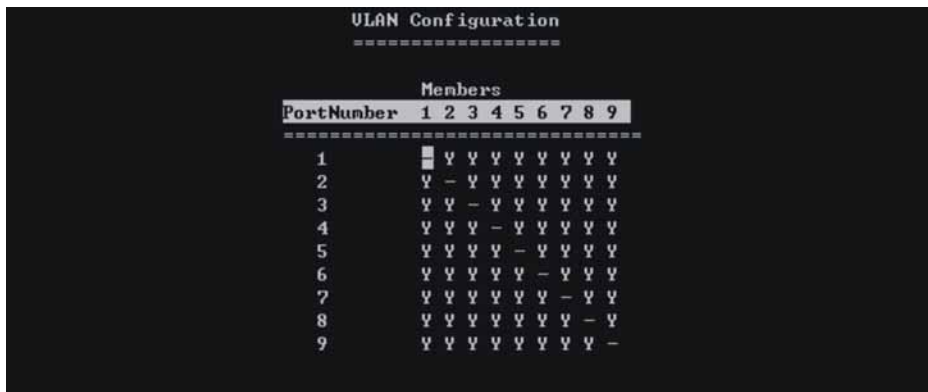 VLAN Configuration
===================
Members
PortNumber 1 2 3 4 5 6 7 8 9
=================================
1 - Y Y Y Y Y Y Y Y
2 Y - Y Y Y Y Y Y Y
3 Y Y - Y Y Y Y Y Y
4 Y Y Y - Y Y Y Y Y
5 Y Y Y Y - Y Y Y Y
6 Y Y Y Y Y - Y Y Y
7 Y Y Y Y Y Y - Y Y
8 Y Y Y Y Y Y Y - Y
9 Y Y Y Y Y Y Y Y -